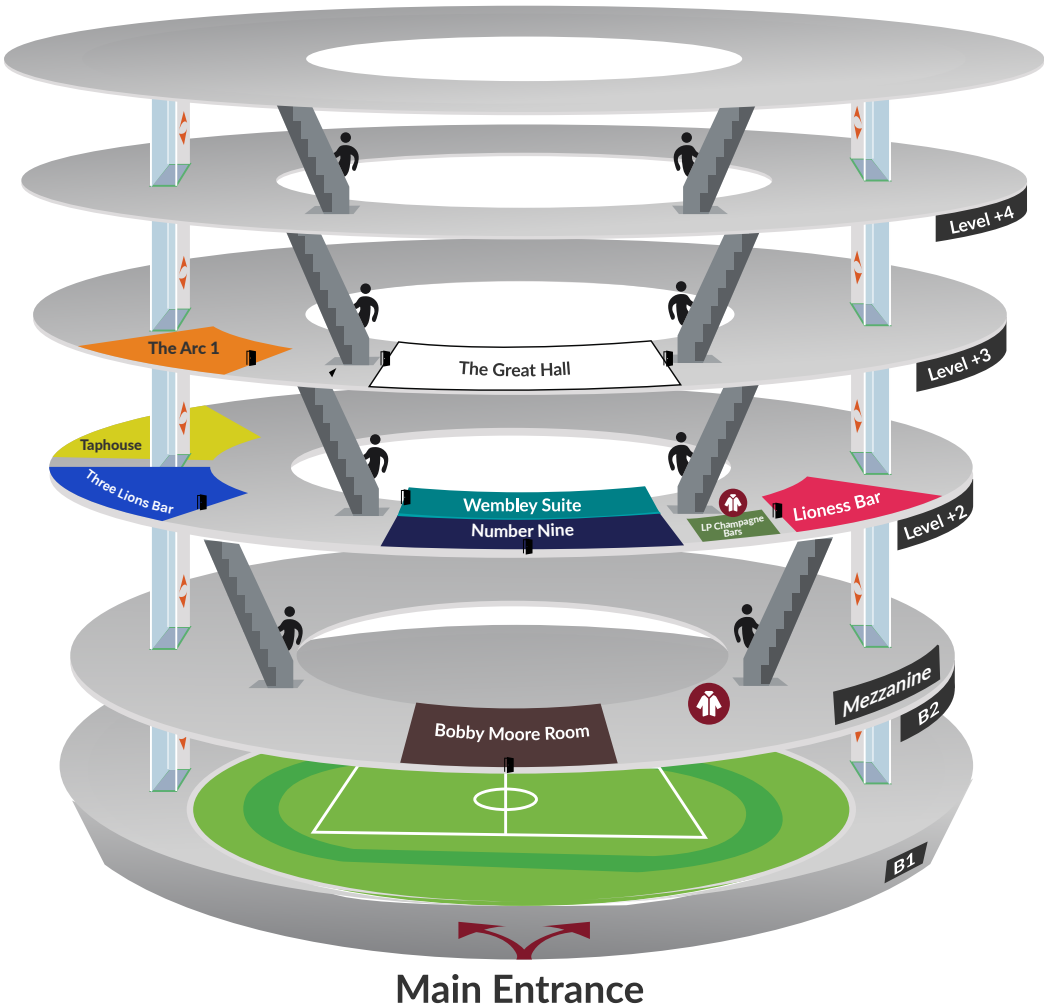 Level +4
The Arc 1
The Great Hall
Level +3
Taphouse
Three Lions Bar
Wembley Suite
Number Nine
LP Champagne
Bars
Lioness Bar
Level +2
Mezzanine
B2
Bobby Moore Room
B1
Main Entrance